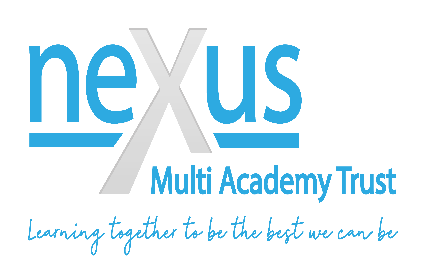 neXus
Multi Academy Trust
Learning together to be the best we can be